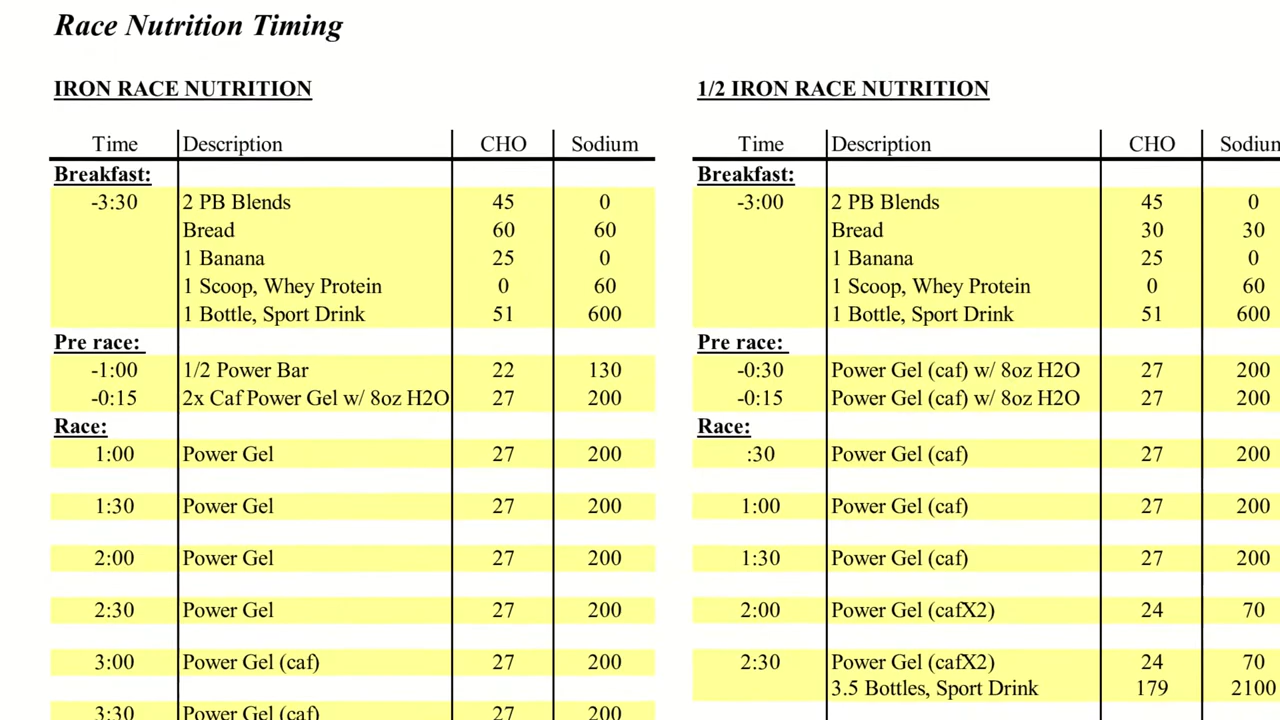 Race Nutrition Timing
IRON RACE NUTRITION
Time Description CHO Sodium
Breakfast:
-3:30 2 PB Blends 45 0
Bread 60 60
1 Banana 25 0
1 Scoop, Whey Protein 0 60
1 Bottle, Sport Drink 51 600
Pre race:
-1:00 1/2 Power Bar 22 130
-0:15 2x Caf Power Gel w/ 8oz H2O 27 200
Race:
1:00 Power Gel 27 200
1:30 Power Gel 27 200
2:00 Power Gel 27 200
2:30 Power Gel 27 200
3:00 Power Gel (caf) 27 200
3:30 Power Gel (caf) 27 200
1/2 IRON RACE NUTRITION
Time Description CHO Sodium
Breakfast:
-3:00 2 PB Blends 45 0
Bread 30 30
1 Banana 25 0
1 Scoop, Whey Protein 0 60
1 Bottle, Sport Drink 51 600
Pre race:
-0:30 Power Gel (caf) w/ 8oz H2O 27 200
-0:15 Power Gel (caf) w/ 8oz H2O 27 200
Race:
:30 Power Gel (caf) 27 200
1:00 Power Gel (caf) 27 200
1:30 Power Gel (caf) 27 200
2:00 Power Gel (cafX2) 24 70
2:30 Power Gel (cafX2) 24 70
3.5 Bottles, Sport Drink 179 2100